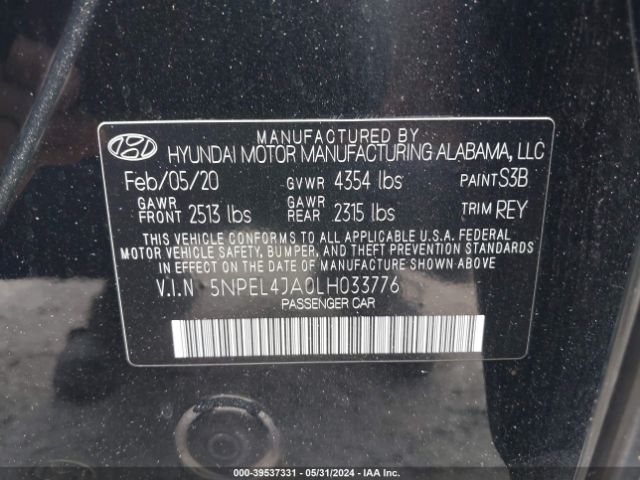 MANUFACTURED BY
HYUNDAI MOTOR MANUFACTURING ALABAMA, LLC
Feb/05/20 GVWR 4354 lbs PAINT S3B
GAWR FRONT 2513 lbs GAWR REAR 2315 lbs TRIM REY
THIS VEHICLE CONFORMS TO ALL APPLICABLE U.S.A. FEDERAL
MOTOR VEHICLE SAFETY, BUMPER, AND THEFT PREVENTION STANDARDS
IN EFFECT ON THE DATE OF MANUFACTURE SHOWN ABOVE.
V.I.N 5NPEL4JA0LH033776
PASSENGER CAR
000-39537331 - 05/31/2024 - IAA Inc.